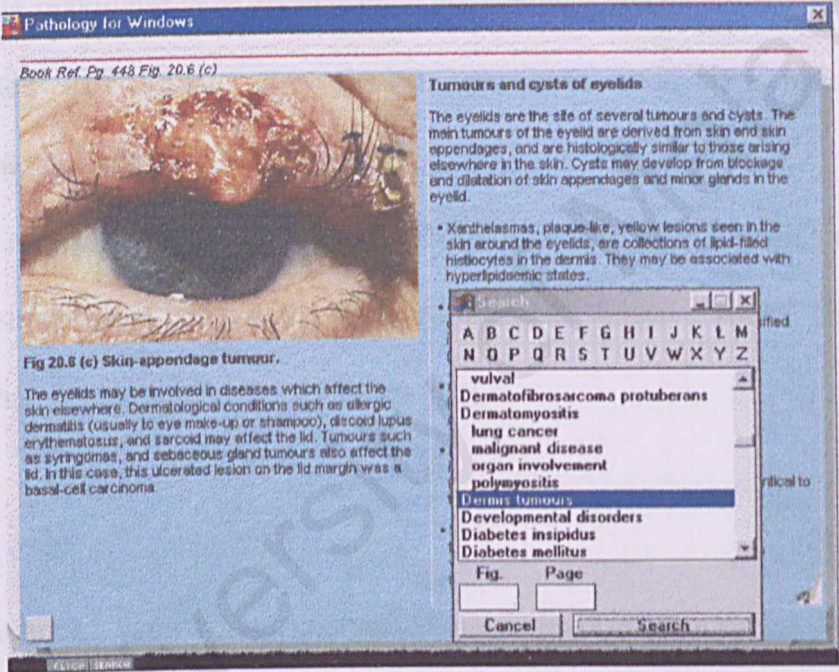 Pathology for Windows
Book Ref. Pg. 448 Fig. 20.6 (c)
Fig 20.6 (c) Skin-appendage tumour.
The eyelids may be involved in diseases which affect the
skin elsewhere. Dermatological conditions such as allergic
dermatitis (usually to eye make-up or shampoo), discoid lupus
erythematosus, and sarcoid may affect the lid. Tumours such
as syringomas, and sebaceous gland tumours also affect the
lid. In this case, this ulcerated lesion on the lid margin was a
basal-cell carcinoma.
Tumours and cysts of eyelids
The eyelids are the site of several tumours and cysts. The
main tumours of the eyelid are derived from skin and skin
appendages, and are histologically similar to those arising
elsewhere in the skin. Cysts may develop from blockage
and dilatation of skin appendages and minor glands in the
eyelid.
• Xanthelasmas, plaque-like, yellow lesions seen in the
skin around the eyelids, are collections of lipid-filled
histiocytes in the dermis. They may be associated with
hyperlipidaemic states.
Search
A B C D E F G H I J K L M
N O P Q R S T U V W X Y Z
vulval
Dermatofibrosarcoma protuberans
Dermatomyositis
lung cancer
malignant disease
organ involvement
polymyositis
Dermis tumours
Developmental disorders
Diabetes insipidus
Diabetes mellitus
Fig. Page
Cancel Search